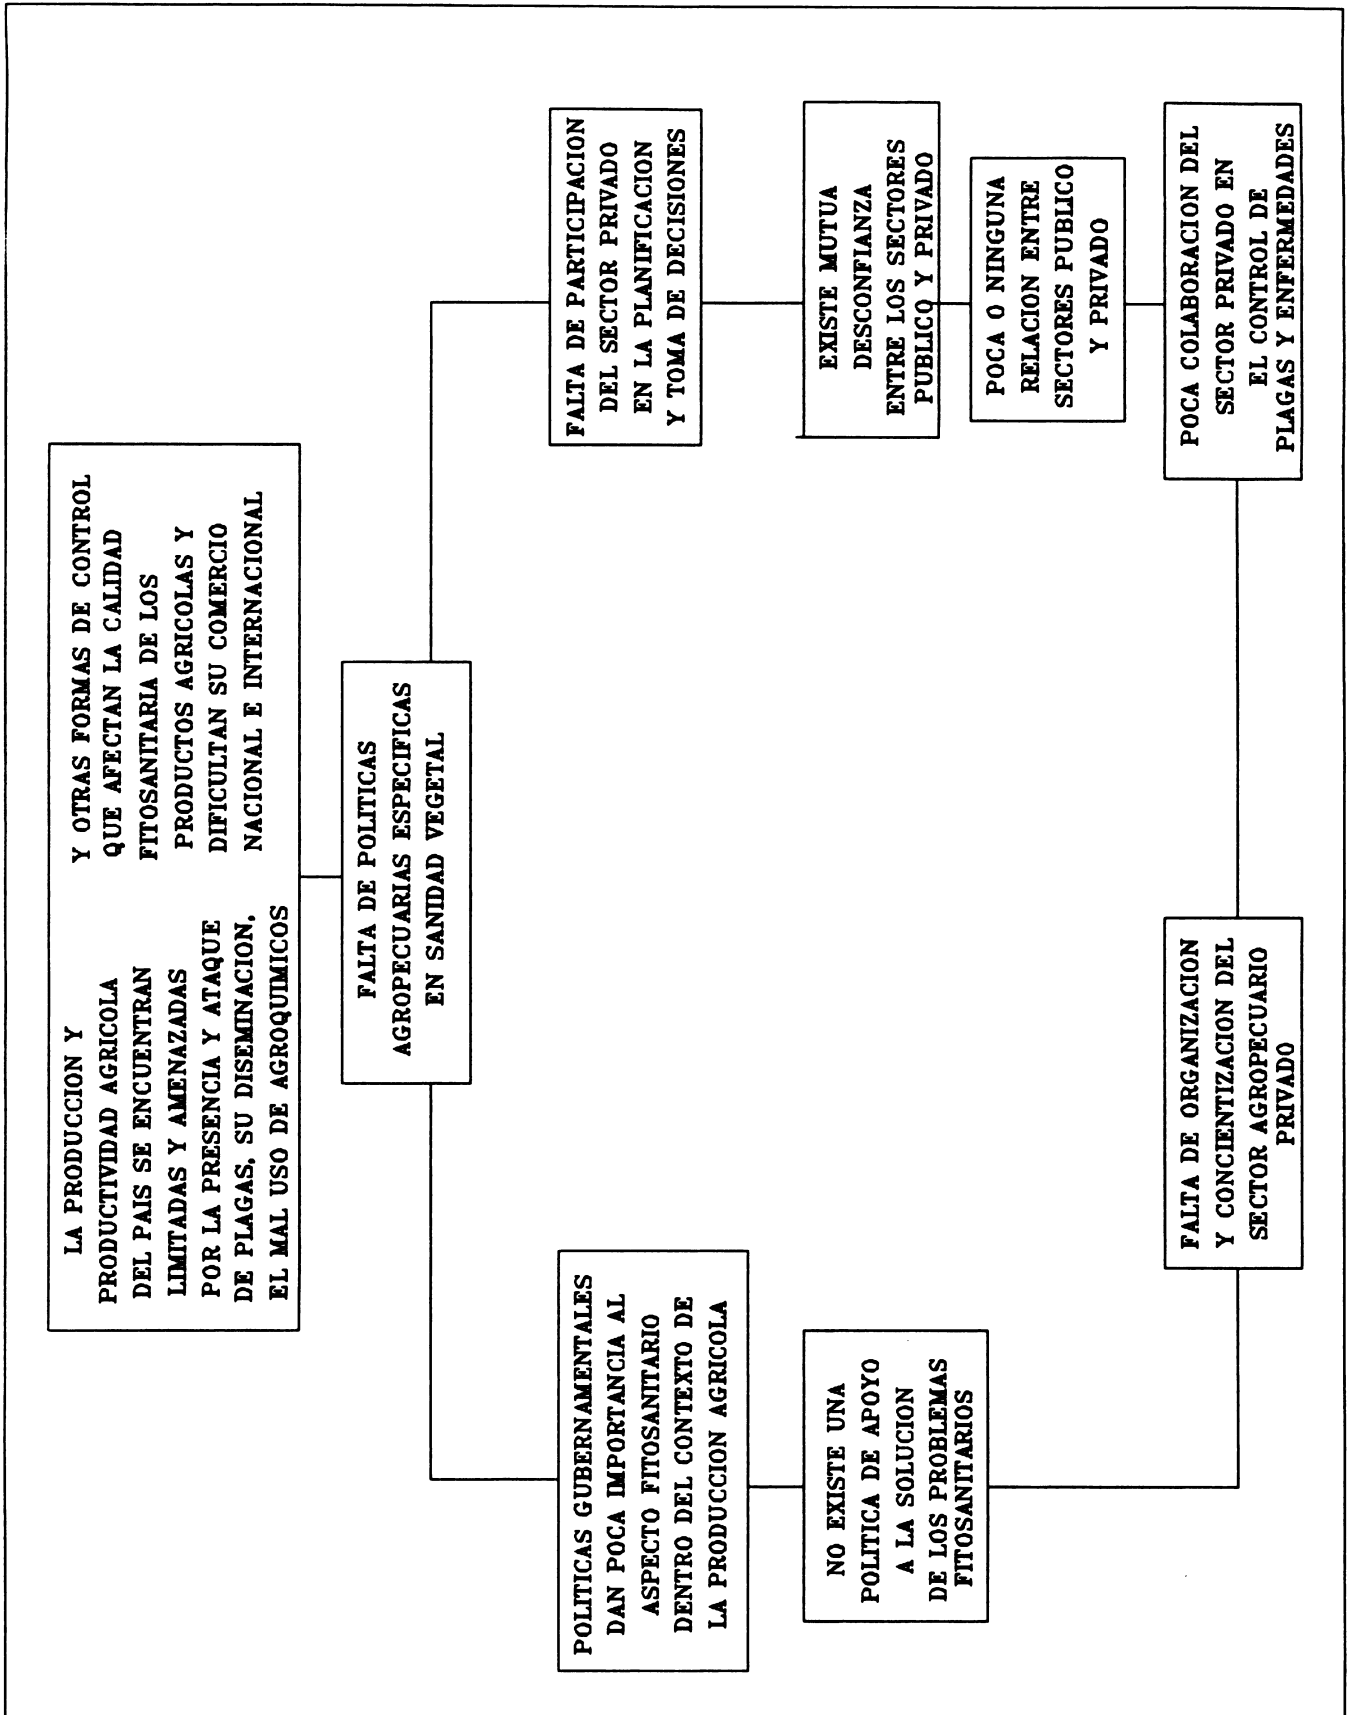 LA PRODUCCION Y
PRODUCTIVIDAD AGRICOLA
DEL PAIS SE ENCUENTRAN
LIMITADAS Y AMENAZADAS
POR LA PRESENCIA Y ATAQUE
DE PLAGAS, SU DISEMINACION,
EL MAL USO DE AGROQUIMICOS
Y OTRAS FORMAS DE CONTROL
QUE AFECTAN LA CALIDAD
FITOSANITARIA DE LOS
PRODUCTOS AGRICOLAS Y
DIFICULTAN SU COMERCIO
NACIONAL E INTERNACIONAL
FALTA DE POLITICAS
AGROPECUARIAS ESPECIFICAS
EN SANIDAD VEGETAL
POLITICAS GUBERNAMENTALES
DAN POCA IMPORTANCIA AL
ASPECTO FITOSANITARIO
DENTRO DEL CONTEXTO DE
LA PRODUCCION AGRICOLA
FALTA DE PARTICIPACION
DEL SECTOR PRIVADO
EN LA PLANIFICACION
Y TOMA DE DECISIONES
NO EXISTE UNA
POLITICA DE APOYO
A LA SOLUCION
DE LOS PROBLEMAS
FITOSANITARIOS
EXISTE MUTUA
DESCONFIANZA
ENTRE LOS SECTORES
PUBLICO Y PRIVADO
POCA O NINGUNA
RELACION ENTRE
SECTORES PUBLICO
Y PRIVADO
FALTA DE ORGANIZACION
Y CONCIENTIZACION DEL
SECTOR AGROPECUARIO
PRIVADO
POCA COLABORACION DEL
SECTOR PRIVADO EN
EL CONTROL DE
PLAGAS Y ENFERMEDADES